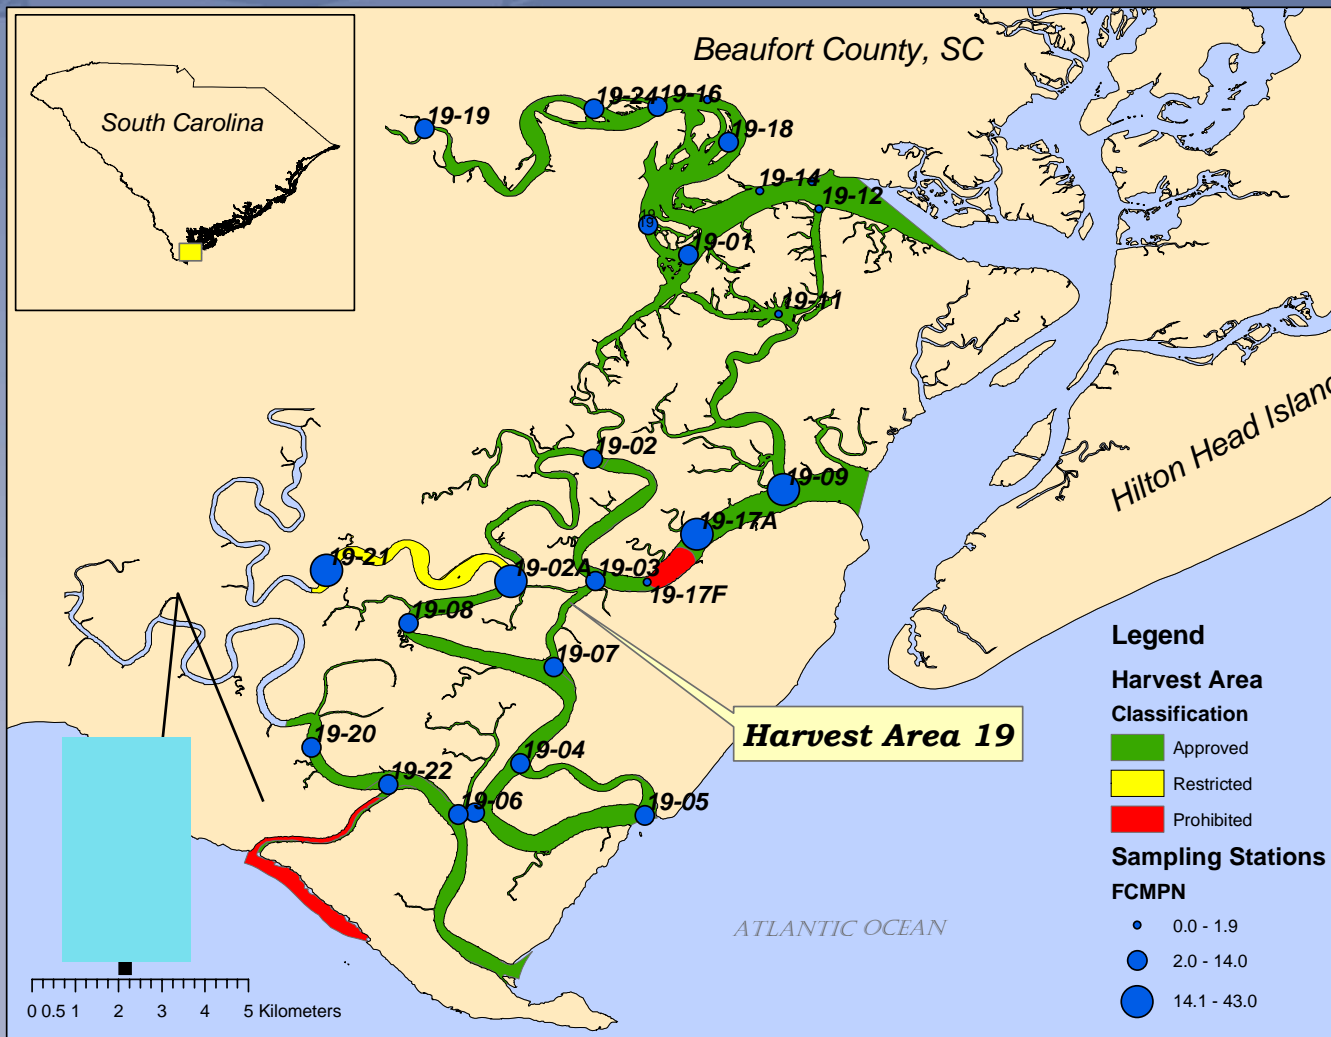 Beaufort County, SC
South Carolina
19-19
19-24
19-16
19-18
19-14
19-12
19
19-01
19-11
Hilton Head Island
19-02
19-09
19-17A
19-21
19-02A
19-03
19-17F
19-08
19-07
Harvest Area 19
19-20
19-04
19-22
19-06
19-05
ATLANTIC OCEAN
Legend
Harvest Area
Classification
Approved
Restricted
Prohibited
Sampling Stations
FCMPN
0.0 - 1.9
2.0 - 14.0
14.1 - 43.0
0 0.5 1 2 3 4 5 Kilometers